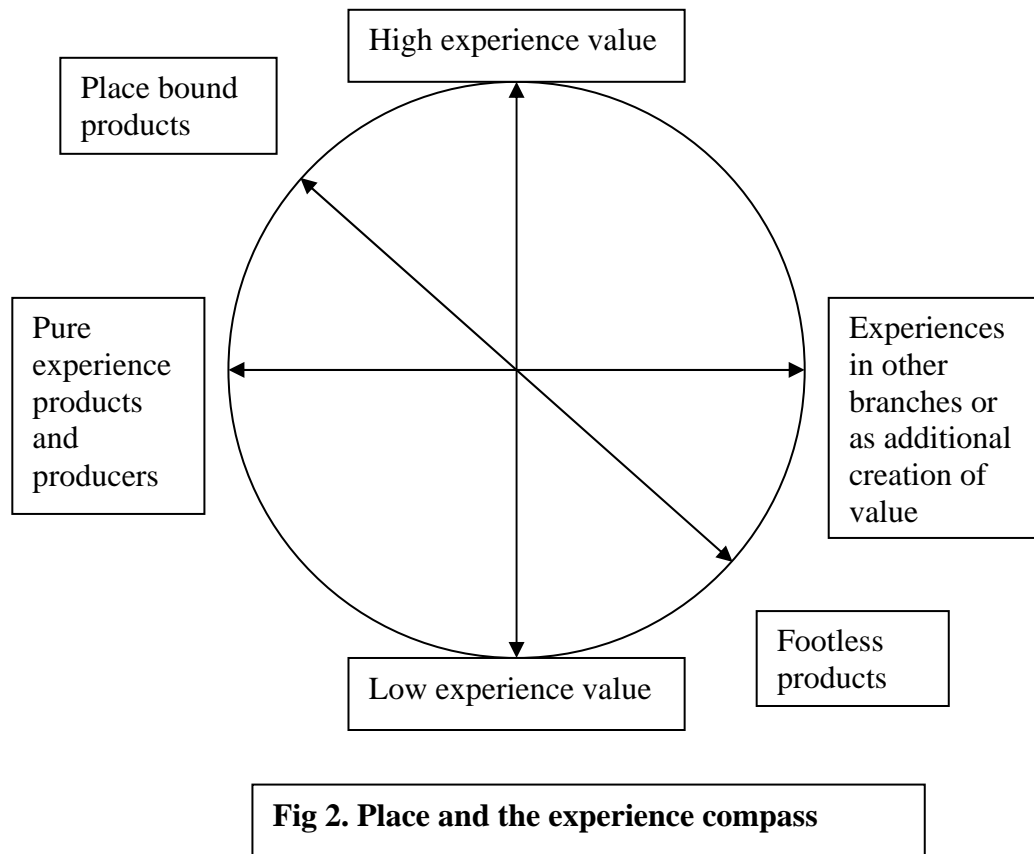 High experience value
Place bound
products
Pure
experience
products
and
producers
Experiences
in other
branches or
as additional
creation of
value
Footless
products
Low experience value
Fig 2. Place and the experience compass